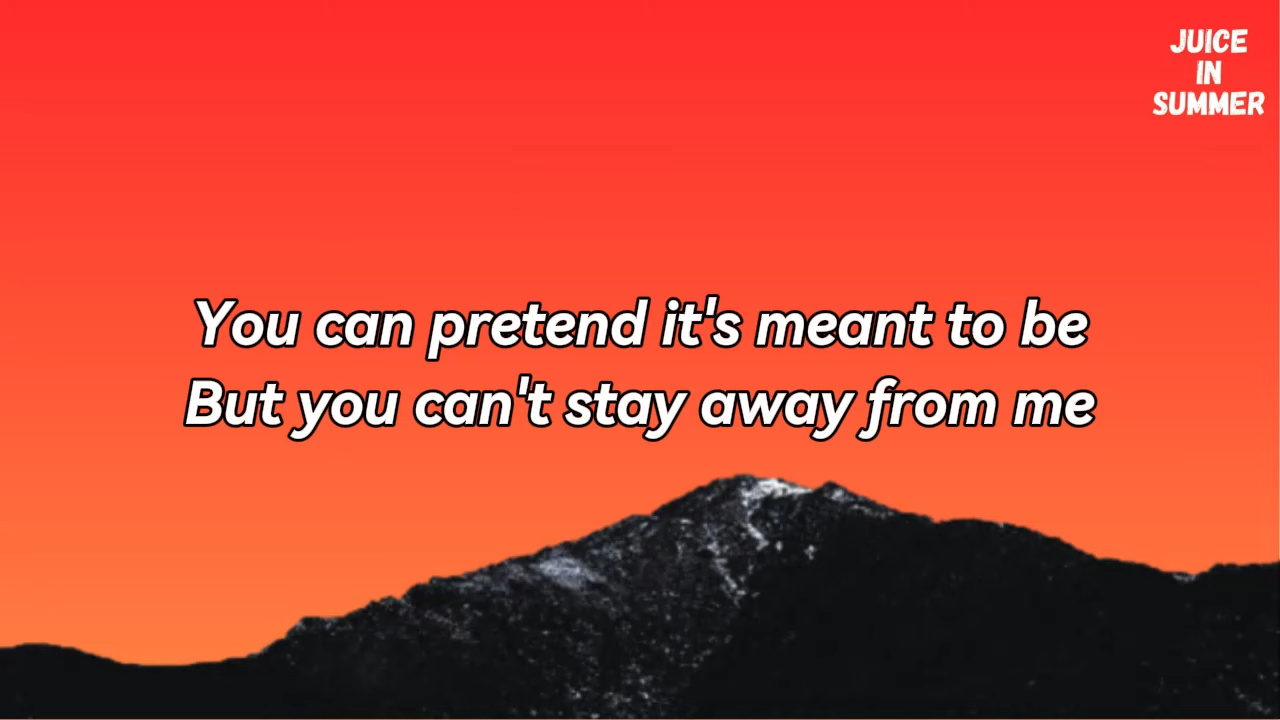 JUICE
IN
SUMMER
You can pretend it's meant to be
But you can't stay away from me